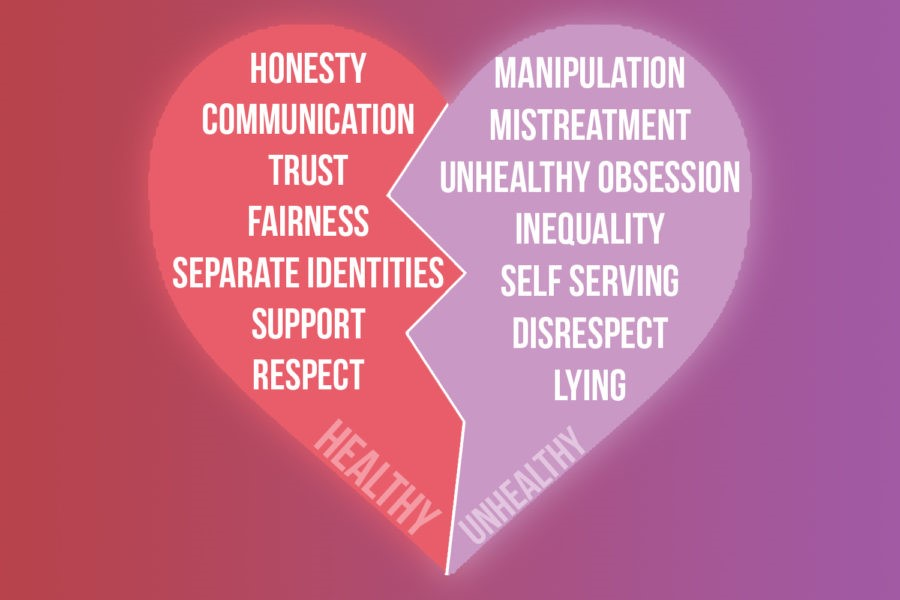 HONESTY
COMMUNICATION
TRUST
FAIRNESS
SEPARATE IDENTITIES
SUPPORT
RESPECT
HEALTHY
MANIPULATION
MISTREATMENT
UNHEALTHY OBSESSION
INEQUALITY
SELF SERVING
DISRESPECT
LYING
UNHEALTHY